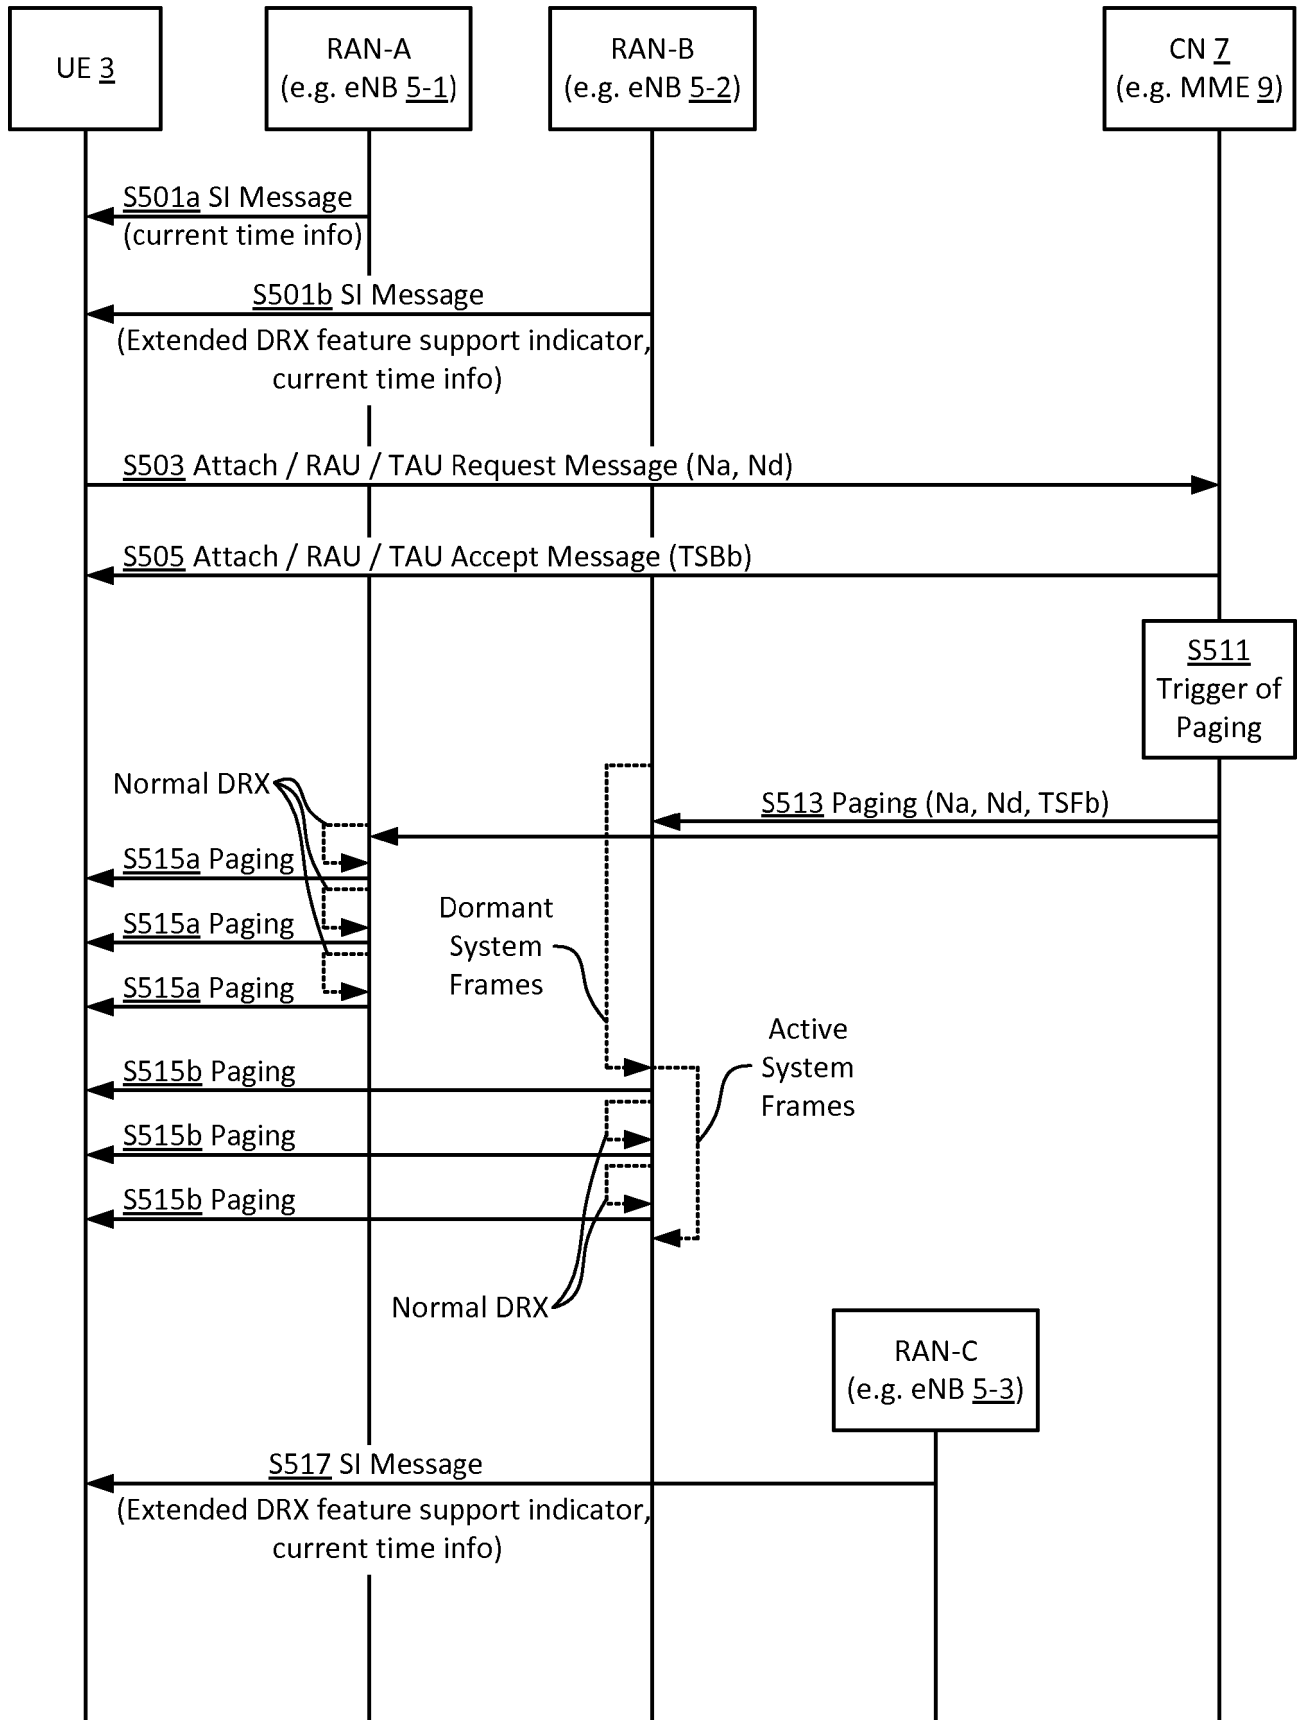 UE 3
RAN-A
(e.g. eNB 5-1)
RAN-B
(e.g. eNB 5-2)
CN 7
(e.g. MME 9)
S501a SI Message
(current time info)
S501b SI Message
(Extended DRX feature support indicator,
current time info)
S503 Attach / RAU / TAU Request Message (Na, Nd)
S505 Attach / RAU / TAU Accept Message (TSBb)
S511
Trigger of
Paging
Normal DRX
S513 Paging (Na, Nd, TSFb)
S515a Paging
S515a Paging
S515a Paging
Dormant
System
Frames
Active
System
Frames
S515b Paging
S515b Paging
S515b Paging
Normal DRX
RAN-C
(e.g. eNB 5-3)
S517 SI Message
(Extended DRX feature support indicator,
current time info)